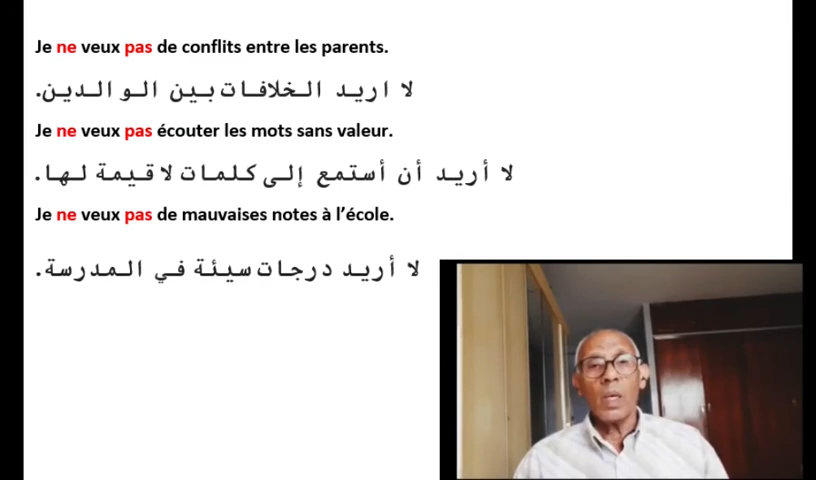 Je ne veux pas de conflits entre les parents.
لا اريد الخلافات بين الوالدين.
Je ne veux pas écouter les mots sans valeur.
لا أريد أن أستمع إلى كلمات لا قيمة لها.
Je ne veux pas de mauvaises notes à l’école.
لا أريد درجات سيئة في المدرسة.